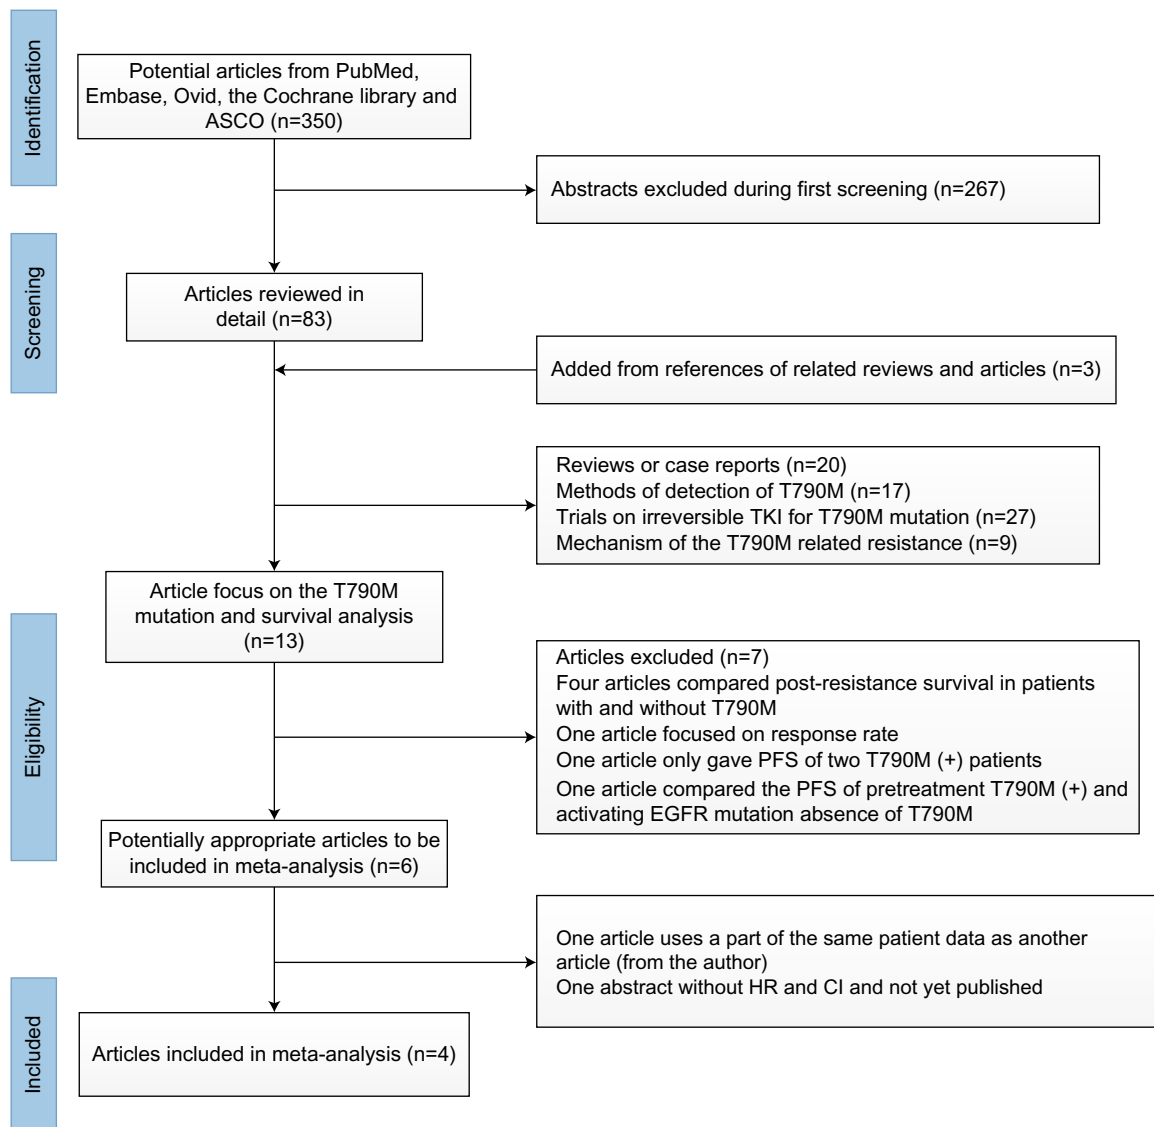 Identification
Potential articles from PubMed,
Embase, Ovid, the Cochrane library and
ASCO (n=350)
Abstracts excluded during first screening (n=267)
Screening
Articles reviewed in
detail (n=83)
Added from references of related reviews and articles (n=3)
Reviews or case reports (n=20)
Methods of detection of T790M (n=17)
Trials on irreversible TKI for T790M mutation (n=27)
Mechanism of the T790M related resistance (n=9)
Article focus on the T790M
mutation and survival analysis
(n=13)
Eligibility
Articles excluded (n=7)
Four articles compared post-resistance survival in patients
with and without T790M
One article focused on response rate
One article only gave PFS of two T790M (+) patients
One article compared the PFS of pretreatment T790M (+) and
activating EGFR mutation absence of T790M
Potentially appropriate articles to be
included in meta-analysis (n=6)
One article uses a part of the same patient data as another
article (from the author)
One abstract without HR and CI and not yet published
Included
Articles included in meta-analysis (n=4)